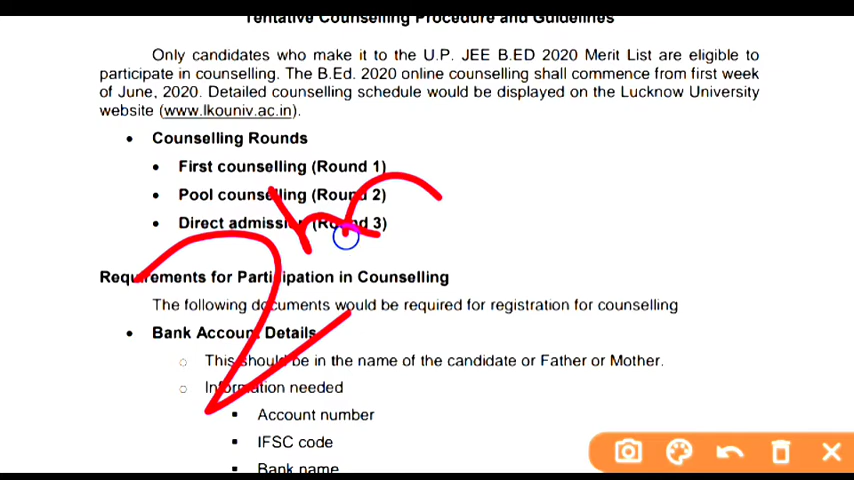 Tentative Counselling Procedure and Guidelines
Only candidates who make it to the U.P. JEE B.ED 2020 Merit List are eligible to
participate in counselling. The B.Ed. 2020 online counselling shall commence from first week
of June, 2020. Detailed counselling schedule would be displayed on the Lucknow University
website (www.lkouniv.ac.in).
• Counselling Rounds
• First counselling (Round 1)
• Pool counselling (Round 2)
• Direct admission (Round 3)
Requirements for Participation in Counselling
The following documents would be required for registration for counselling
• Bank Account Details
○ This should be in the name of the candidate or Father or Mother.
○ Information needed
▪ Account number
▪ IFSC code
▪ Bank name